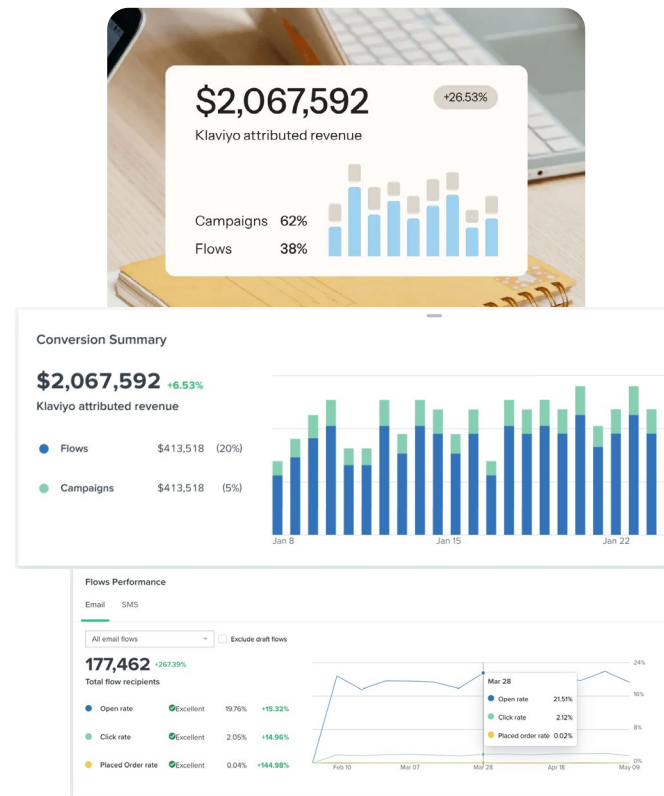 $2,067,592 +26.53%
Klaviyo attributed revenue
Campaigns 62%
Flows 38%
Conversion Summary
$2,067,592 +6.53%
Klaviyo attributed revenue
Flows $413,518 (20%)
Campaigns $413,518 (5%)
Jan 8 Jan 15 Jan 22
Flows Performance
Email SMS
All email flows Exclude draft flows
177,462 +267.39%
Total flow recipients
Open rate Excellent 19.76% +15.32%
Click rate Excellent 2.05% +14.96%
Placed Order rate Excellent 0.04% +144.98%
24%
16%
8%
0%
Mar 28
Open rate 21.51%
Click rate 2.12%
Placed order rate 0.02%
Feb 10 Mar 07 Mar 28 Apr 18 May 09